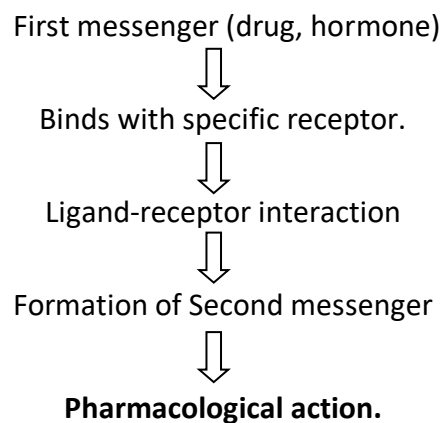 First messenger (drug, hormone)
Binds with specific receptor.
Ligand-receptor interaction
Formation of Second messenger
Pharmacological action.